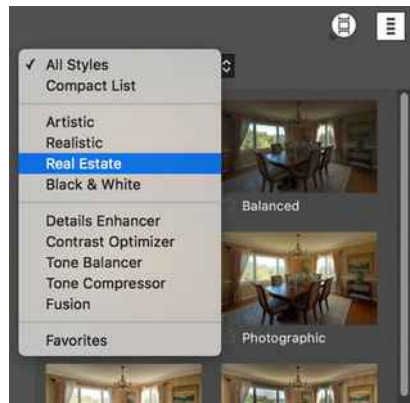 ✓ All Styles
Compact List
Artistic
Realistic
Real Estate
Black & White
Details Enhancer
Contrast Optimizer
Tone Balancer
Tone Compressor
Fusion
Favorites
Balanced
Photographic